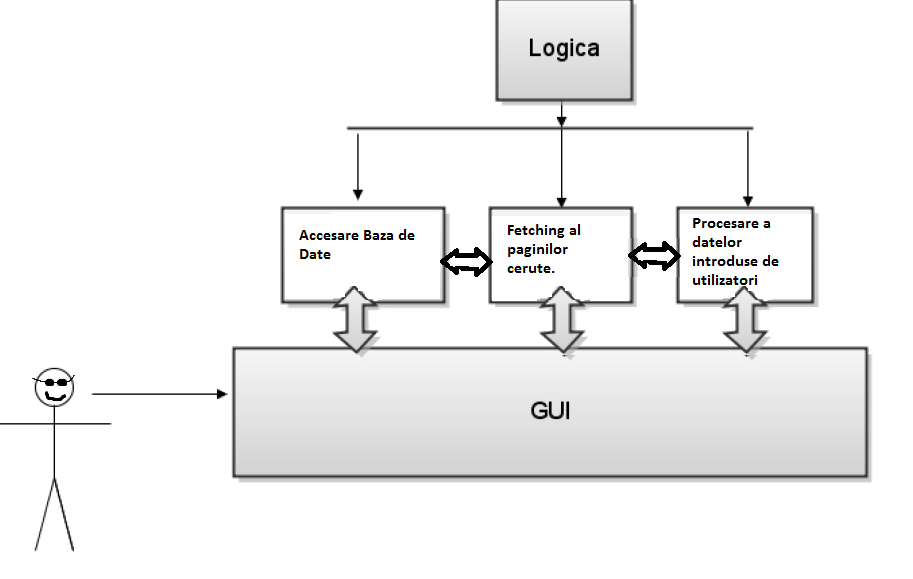 Logica
Accesare Baza de
Date
Fetching al
paginilor
cerute.
Procesare a
datelor
introduse de
utilizatori
GUI